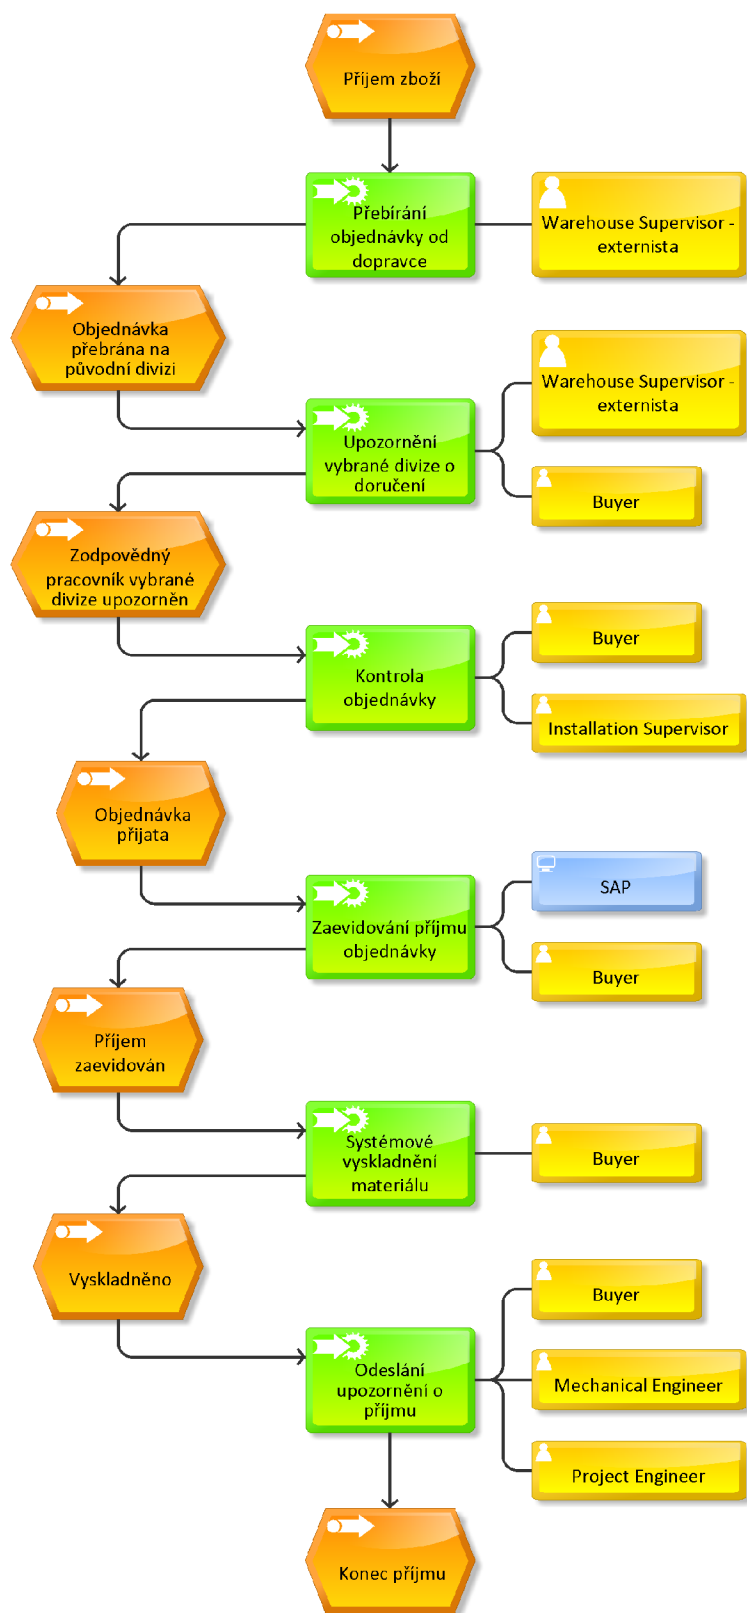 Příjem zboží
Přebírání
objednávky od
dopravce
Warehouse Supervisor -
externista
Objednávka
přebrána na
původní divizi
Warehouse Supervisor -
externista
Upozornění
vybrané divize o
doručení
Buyer
Zodpovědný
pracovník vybrané
divize upozorněn
Buyer
Kontrola
objednávky
Installation Supervisor
Objednávka
přijata
SAP
Zaevidování příjmu
objednávky
Buyer
Příjem
zaevidován
Systémové
vyskladnění
materiálu
Buyer
Vyskladněno
Buyer
Odeslání
upozornění o
příjmu
Mechanical Engineer
Project Engineer
Konec příjmu